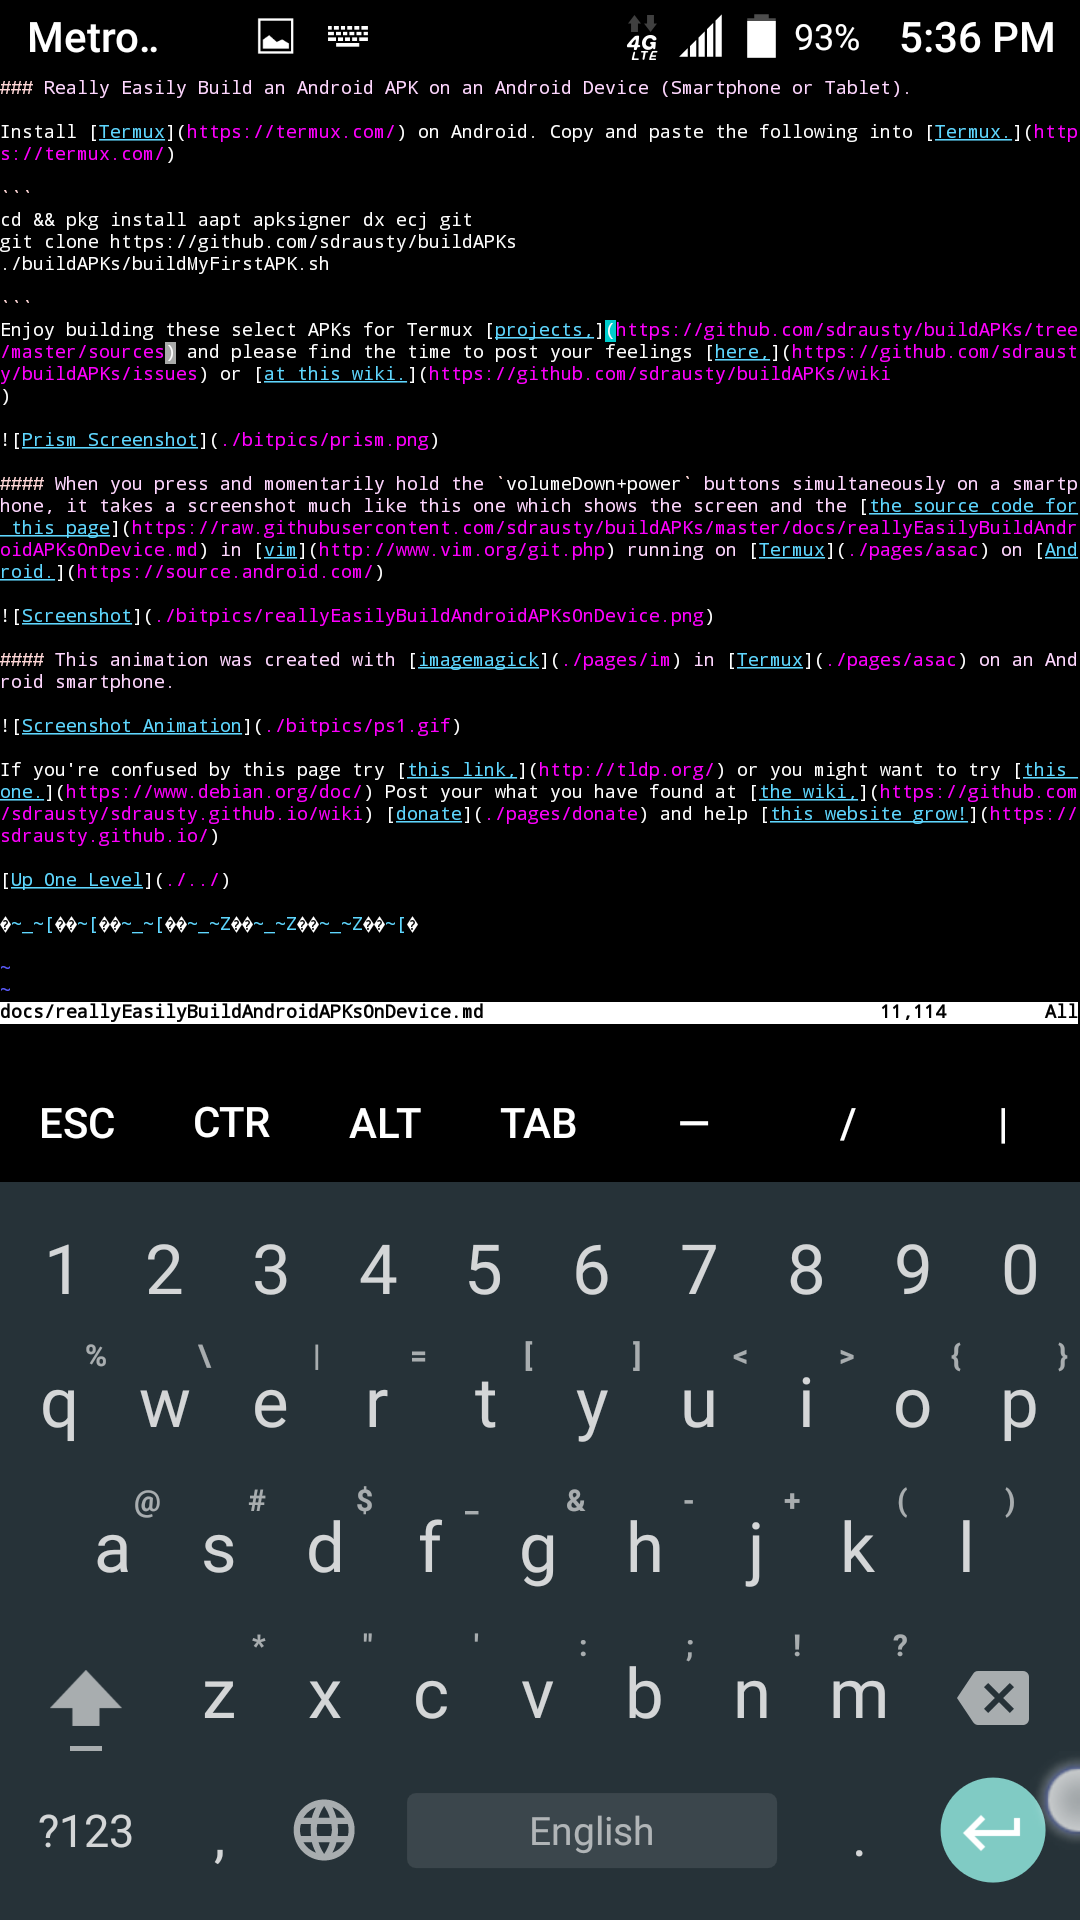 Metro.. 4G LTE 93% 5:36 PM
### Really Easily Build an Android APK on an Android Device (Smartphone or Tablet).
Install [Termux](https://termux.com/) on Android. Copy and paste the following into [Termux.](http
s://termux.com/)
```
cd && pkg install aapt apksigner dx ecj git
git clone https://github.com/sdrausty/buildAPKs
./buildAPKs/buildMyFirstAPK.sh
```
Enjoy building these select APKs for Termux [projects,](https://github.com/sdrausty/buildAPKs/tree
/master/sources) and please find the time to post your feelings [here,](https://github.com/sdraust
y/buildAPKs/issues) or [at this wiki.](https://github.com/sdrausty/buildAPKs/wiki
)
![Prism Screenshot](./bitpics/prism.png)
#### When you press and momentarily hold the `volumeDown+power` buttons simultaneously on a smartp
hone, it takes a screenshot much like this one which shows the screen and the [the source code for
 this page](https://raw.githubusercontent.com/sdrausty/buildAPKs/master/docs/reallyEasilyBuildAndr
oidAPKsOnDevice.md) in [vim](http://www.vim.org/git.php) running on [Termux](./pages/asac) on [And
roid.](https://source.android.com/)
![Screenshot](./bitpics/reallyEasilyBuildAndroidAPKsOnDevice.png)
#### This animation was created with [imagemagick](./pages/im) in [Termux](./pages/asac) on an And
roid smartphone.
![Screenshot Animation](./bitpics/ps1.gif)
If you're confused by this page try [this link,](http://tldp.org/) or you might want to try [this 
one.](https://www.debian.org/doc/) Post your what you have found at [the wiki,](https://github.com
/sdrausty/sdrausty.github.io/wiki) [donate](./pages/donate) and help [this website grow!](https://
sdrausty.github.io/)
[Up One Level](./../)
�~_~[��~[��~_~[��~_~Z��~_~Z��~_~Z��~[�
~
~
docs/reallyEasilyBuildAndroidAPKsOnDevice.md 11,114 All
ESC CTR ALT TAB — / |
1 2 3 4 5 6 7 8 9 0
% \ | = [ ] < > { }
q w e r t y u i o p
@ # $ _ & - + ( )
a s d f g h j k l
* " ' : ; ! ?
z x c v b n m
?123 , English .